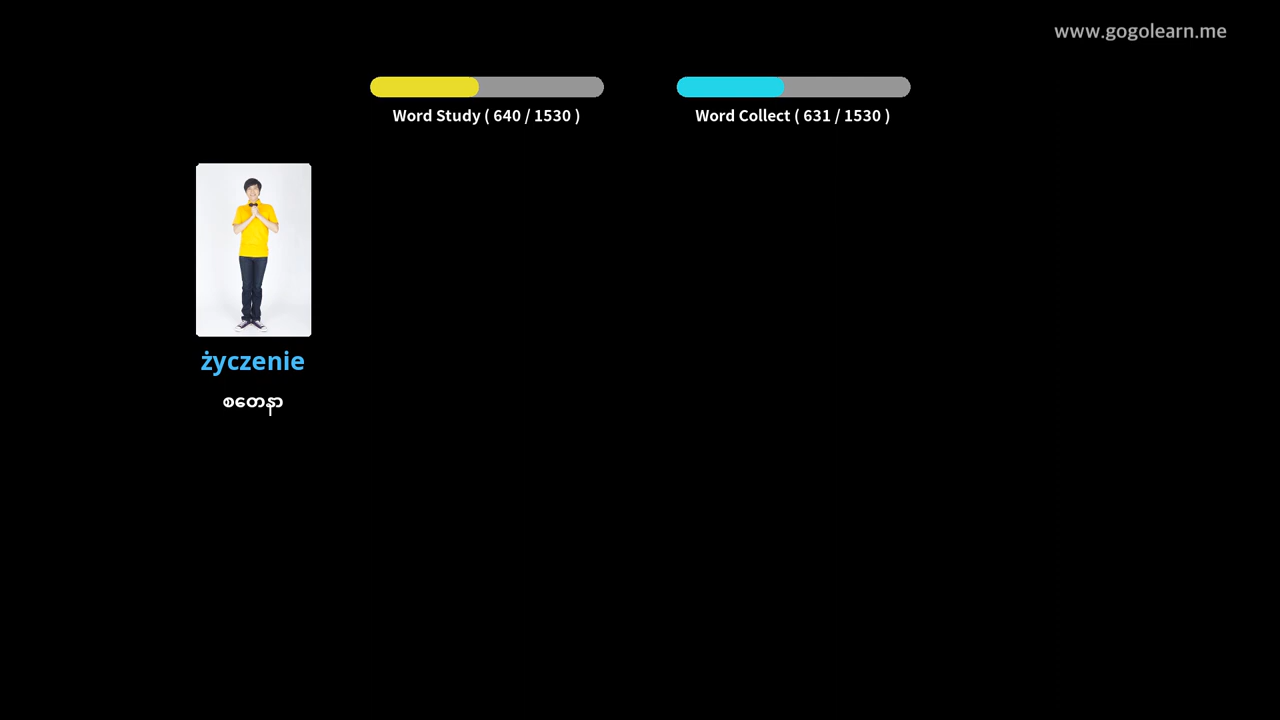 www.gogolearn.me
Word Study ( 640 / 1530 )
Word Collect ( 631 / 1530 )
życzenie
စတေနာ